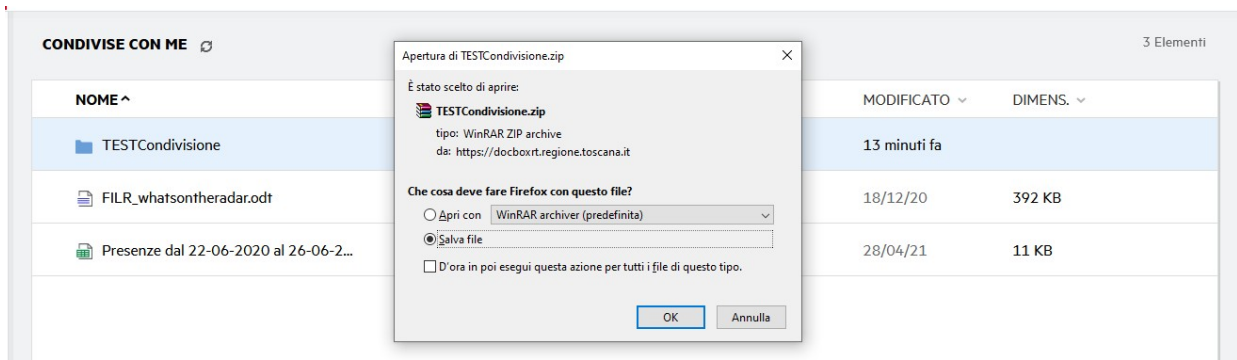 CONDIVISE CON ME
3 Elementi
NOME
MODIFICATO
DIMENS.
TESTCondivisione
13 minuti fa
FILR_whatsontheradar.odt
18/12/20
392 KB
Presenze dal 22-06-2020 al 26-06-2...
28/04/21
11 KB
Apertura di TESTCondivisione.zip
È stato scelto di aprire:
TESTCondivisione.zip
tipo: WinRAR ZIP archive
da: https://docboxrt.regione.toscana.it
Che cosa deve fare Firefox con questo file?
Apri con WinRAR archiver (predefinita)
Salva file
D'ora in poi esegui questa azione per tutti i file di questo tipo.
OK
Annulla